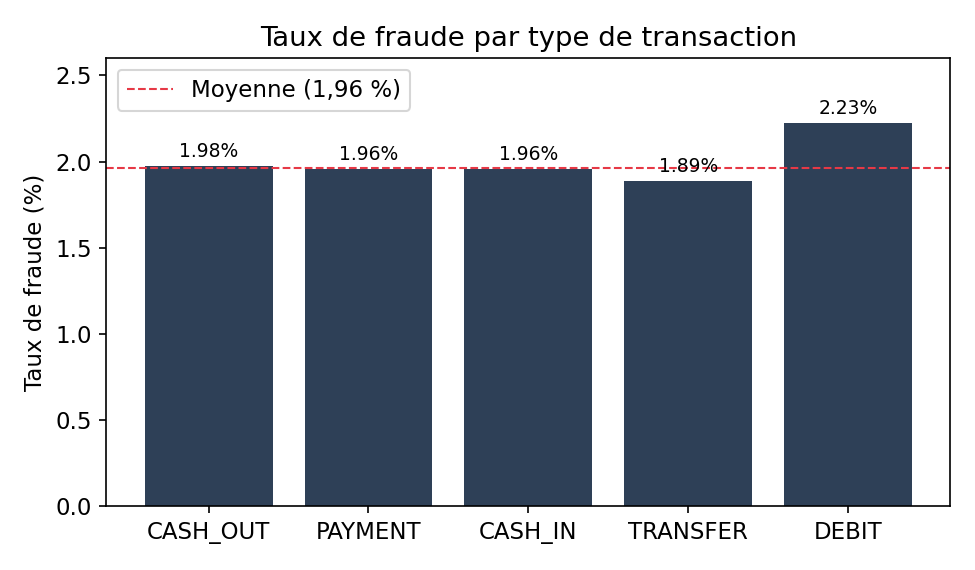 Taux de fraude par type de transaction
Moyenne (1,96 %)
Taux de fraude (%)
2.5
2.0
1.5
1.0
0.5
0.0
1.98%
1.96%
1.96%
1.89%
2.23%
CASH_OUT
PAYMENT
CASH_IN
TRANSFER
DEBIT